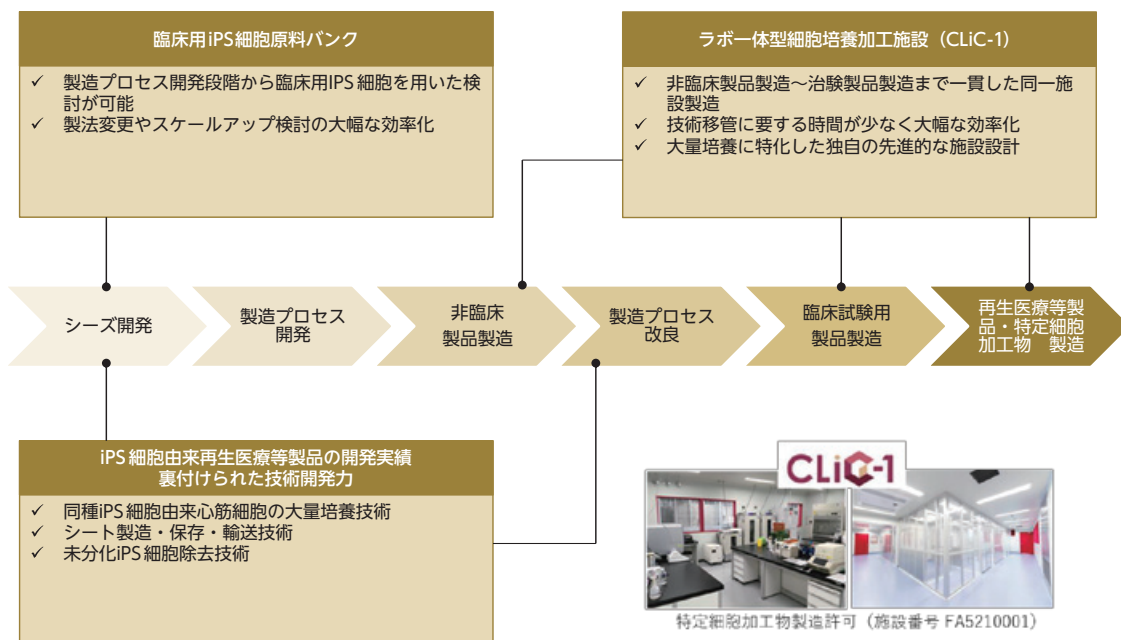 臨床用iPS細胞原料バンク
✓ 製造プロセス開発段階から臨床用IPS 細胞を用いた検
討が可能
✓ 製法変更やスケールアップ検討の大幅な効率化
ラボ一体型細胞培養加工施設（CLiC-1）
✓ 非臨床製品製造～治験製品製造まで一貫した同一施
設製造
✓ 技術移管に要する時間が少なく大幅な効率化
✓ 大量培養に特化した独自の先進的な施設設計
シーズ開発
製造プロセス
開発
非臨床
製品製造
製造プロセス
改良
臨床試験用
製品製造
再生医療等製
品・特定細胞
加工物　製造
iPS 細胞由来再生医療等製品の開発実績
裏付けられた技術開発力
✓ 同種iPS 細胞由来心筋細胞の大量培養技術
✓ シート製造・保存・輸送技術
✓ 未分化iPS 細胞除去技術
CLiC-1
特定細胞加工物製造許可（施設番号 FA5210001）